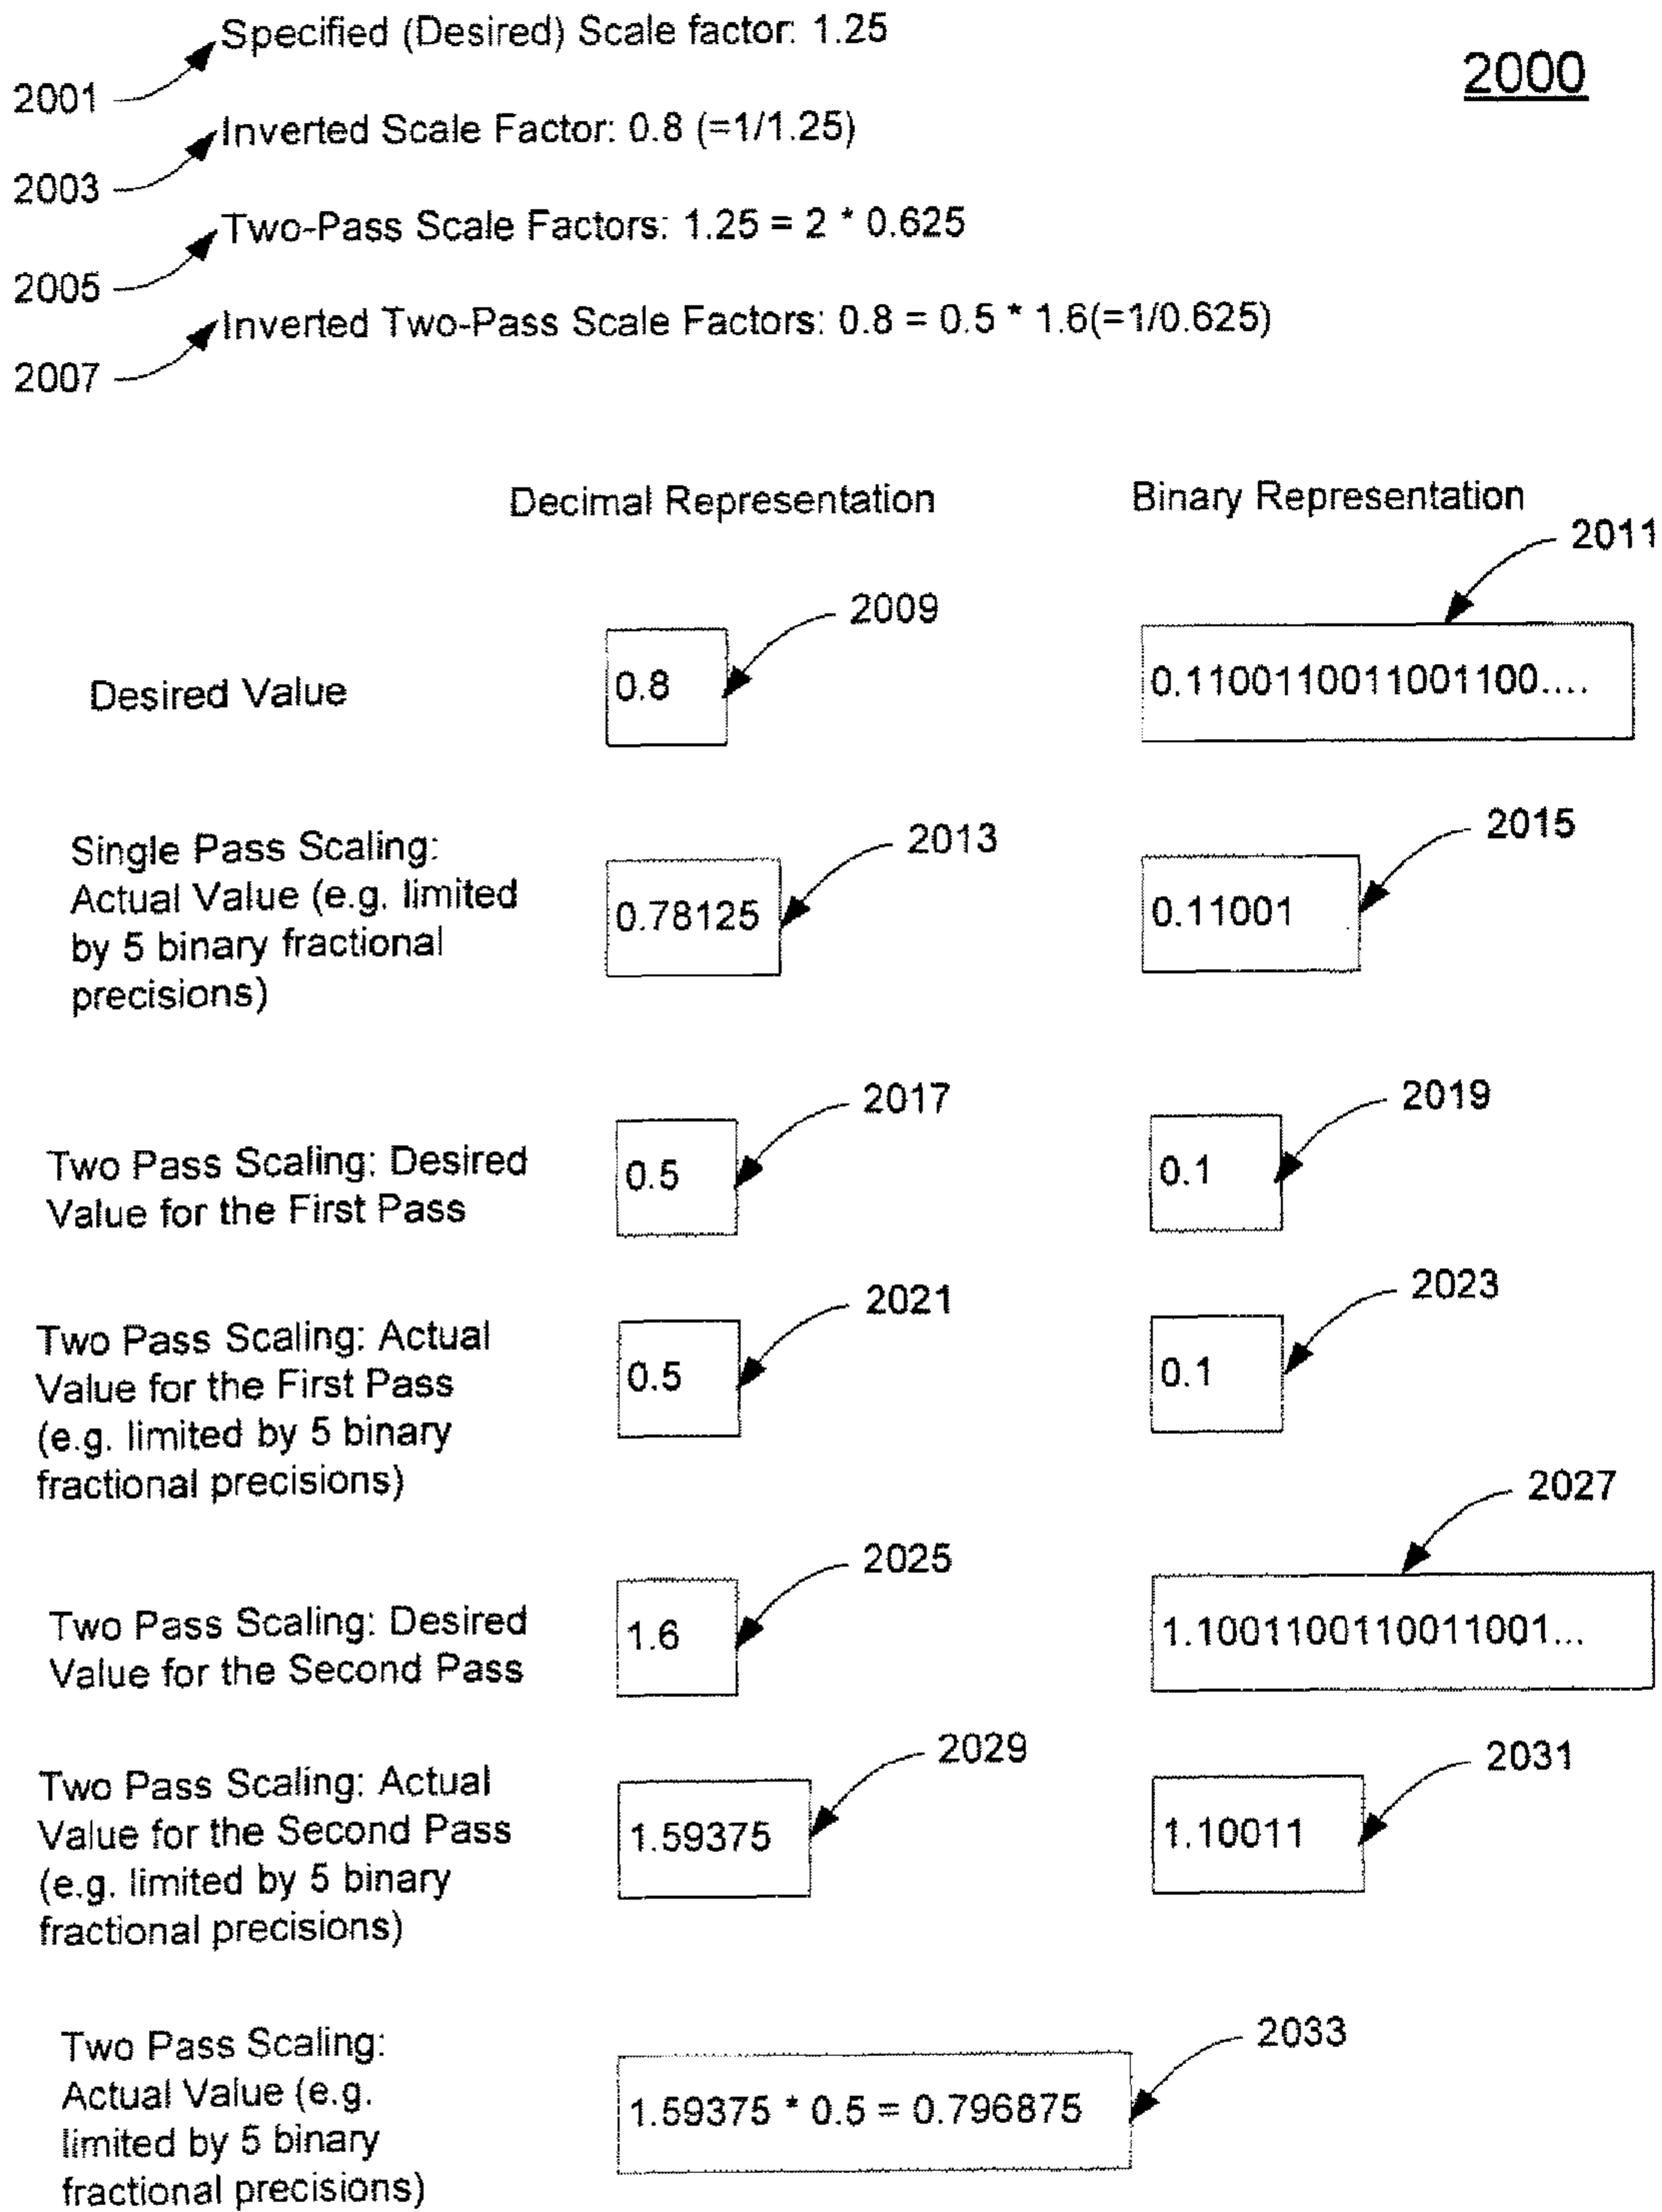 Specified (Desired) Scale factor: 1.25
2000
2001
Inverted Scale Factor: 0.8 (=1/1.25)
2003
Two-Pass Scale Factors: 1.25 = 2 * 0.625
2005
Inverted Two-Pass Scale Factors: 0.8 = 0.5 * 1.6(=1/0.625)
2007
Decimal Representation
Binary Representation
2011
2009
Desired Value
0.8
0.1100110011001100....
2013
2015
Single Pass Scaling:
Actual Value (e.g. limited
by 5 binary fractional
precisions)
0.78125
0.11001
2017
2019
Two Pass Scaling: Desired
Value for the First Pass
0.5
0.1
2021
2023
Two Pass Scaling: Actual
Value for the First Pass
(e.g. limited by 5 binary
fractional precisions)
0.5
0.1
2027
2025
Two Pass Scaling: Desired
Value for the Second Pass
1.6
1.1001100110011001...
2029
2031
Two Pass Scaling: Actual
Value for the Second Pass
(e.g. limited by 5 binary
fractional precisions)
1.59375
1.10011
2033
Two Pass Scaling:
Actual Value (e.g.
limited by 5 binary
fractional precisions)
1.59375 * 0.5 = 0.796875